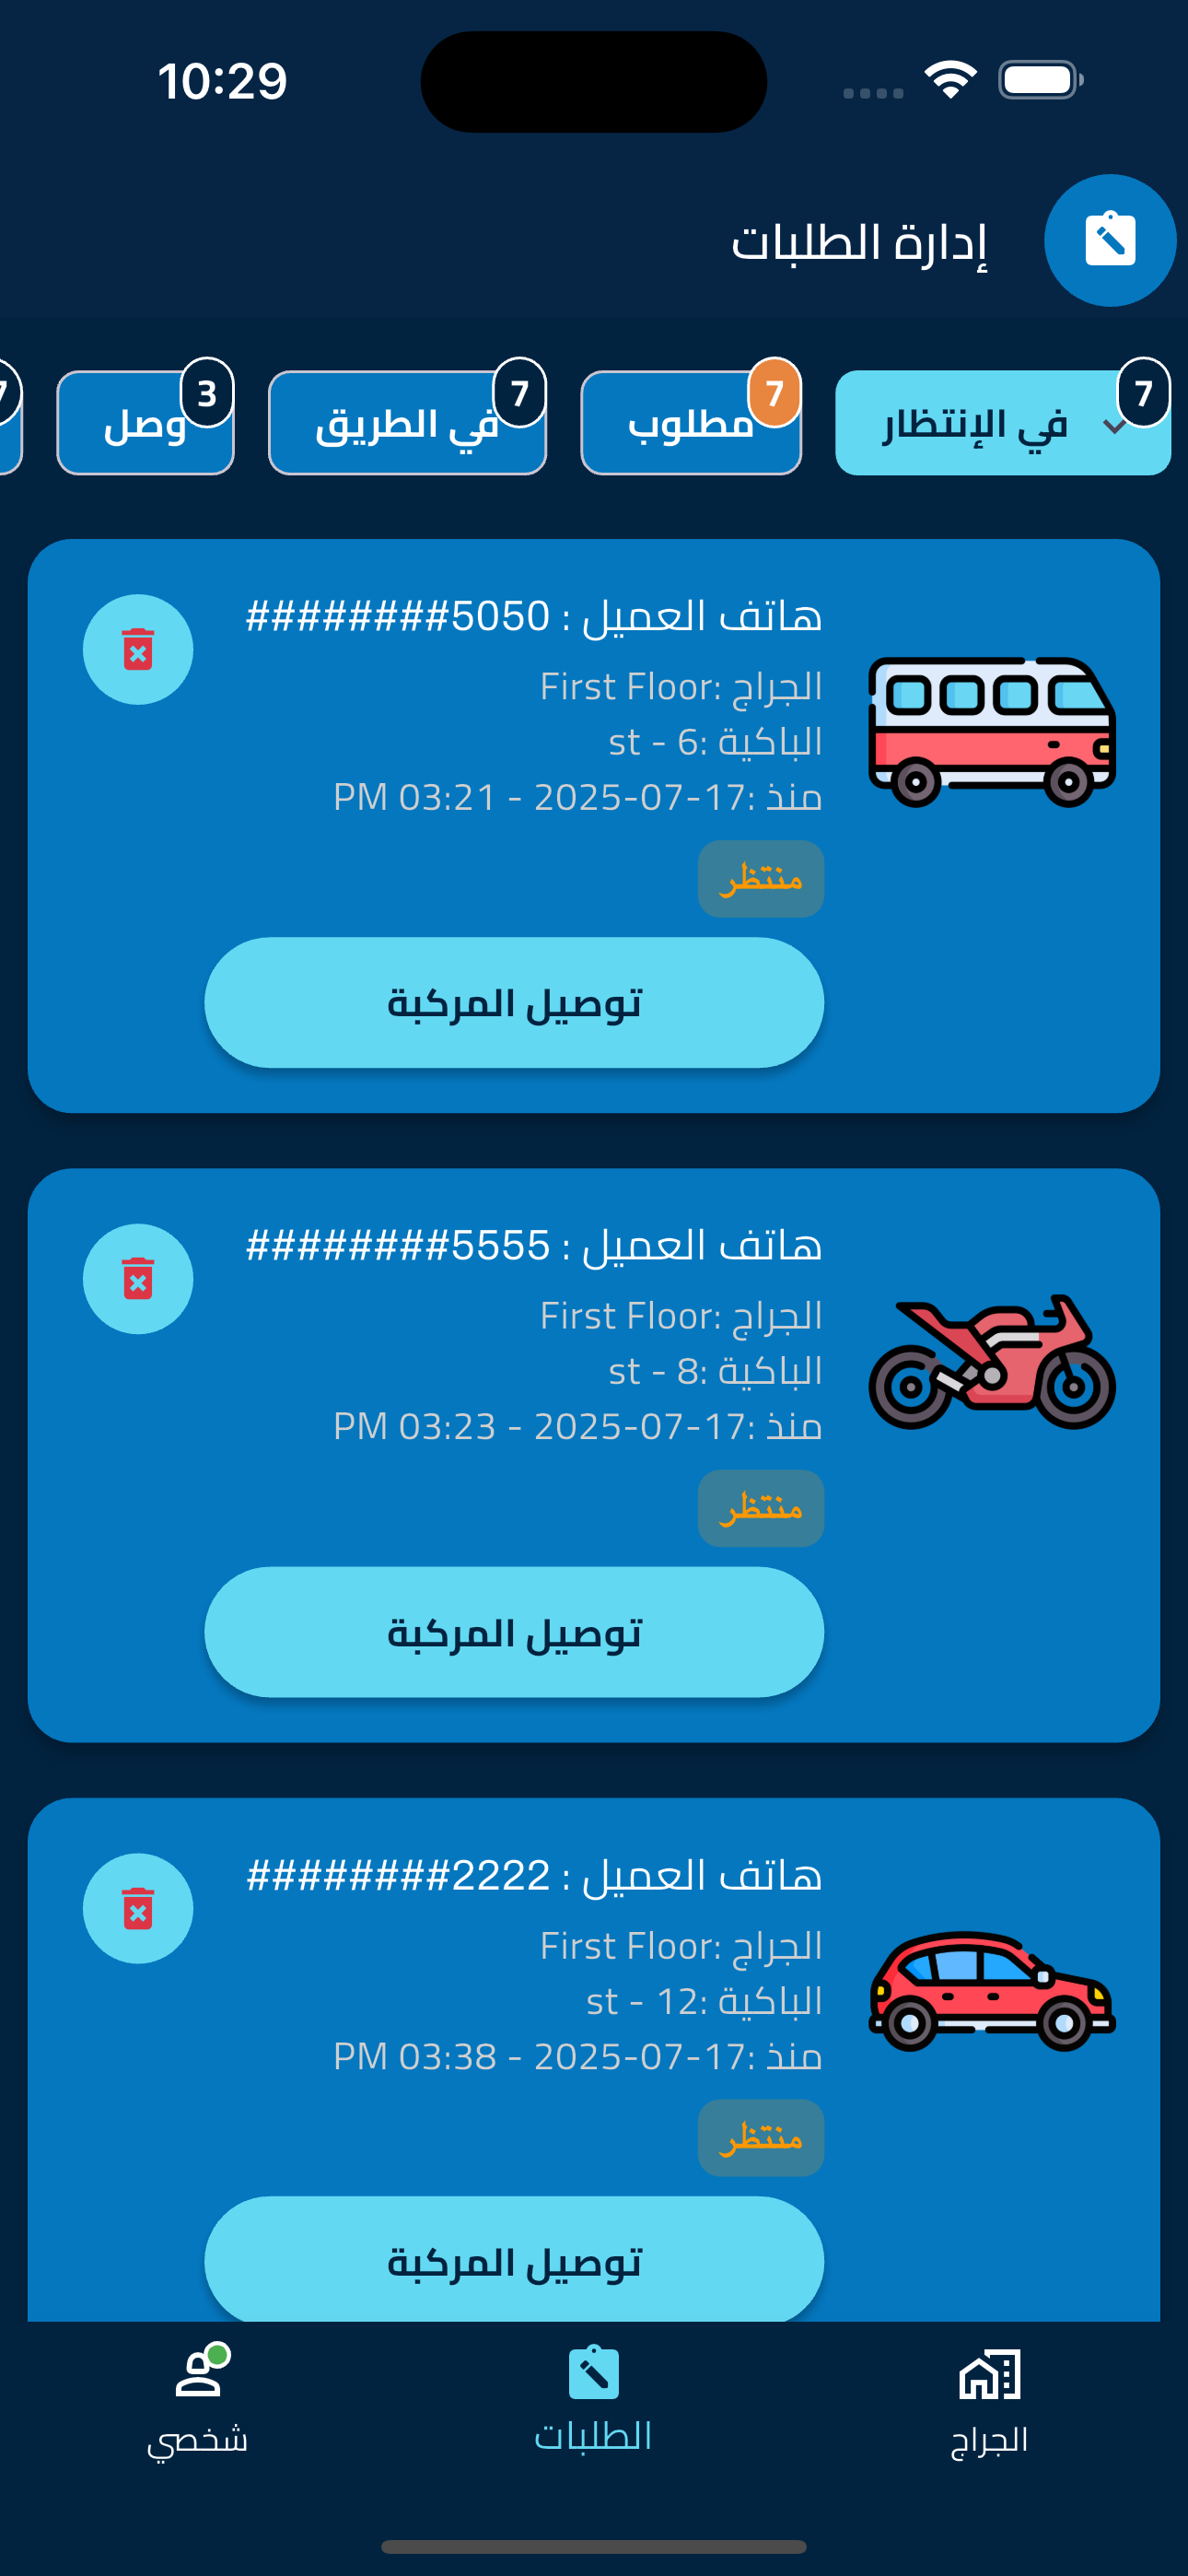 10:29
إدارة الطلبات
7
في الإنتظار
7
مطلوب
7
في الطريق
3
وصل
7
هاتف العميل : ########5050
الجراج :First Floor
الباكية :st - 6
منذ :2025-07-17 - 03:21 PM
منتظر
توصيل المركبة
هاتف العميل : ########5555
الجراج :First Floor
الباكية :st - 8
منذ :2025-07-17 - 03:23 PM
منتظر
توصيل المركبة
هاتف العميل : ########2222
الجراج :First Floor
الباكية :st - 12
منذ :2025-07-17 - 03:38 PM
منتظر
توصيل المركبة
الجراج
الطلبات
شخصي